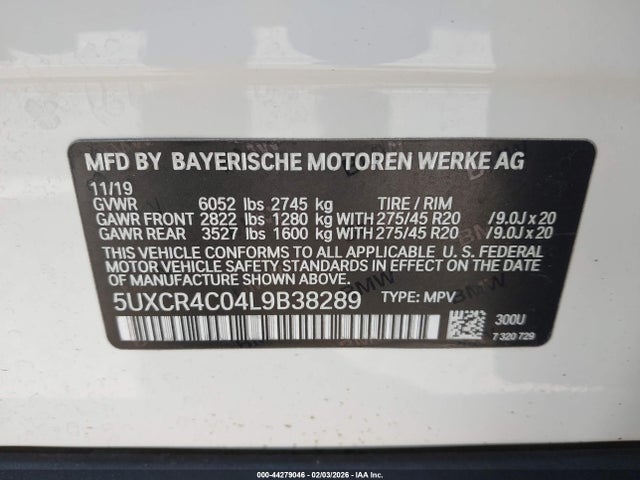 MFD BY BAYERISCHE MOTOREN WERKE AG
11/19
GVWR 6052 lbs 2745 kg TIRE / RIM
GAWR FRONT 2822 lbs 1280 kg WITH 275/45 R20 /9.0J x 20
GAWR REAR 3527 lbs 1600 kg WITH 275/45 R20 /9.0J x 20
THIS VEHICLE CONFORMS TO ALL APPLICABLE U. S. FEDERAL
MOTOR VEHICLE SAFETY STANDARDS IN EFFECT ON THE DATE
OF MANUFACTURE SHOWN ABOVE.
5UXCR4C04L9B38289 TYPE: MPV
300U
7 320 729
000-44279046 - 02/03/2026 - IAA Inc.